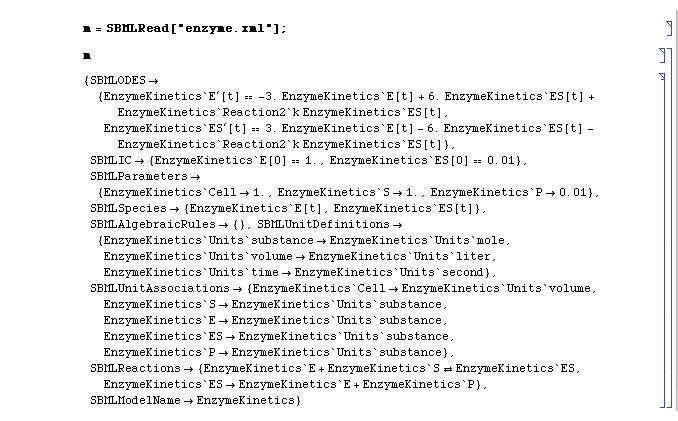 m = SBMLRead["enzyme.xml"];
m
{SBMLODES →
{EnzymeKinetics`E′[t] == -3. EnzymeKinetics`E[t] + 6. EnzymeKinetics`ES[t] +
EnzymeKinetics`Reaction2`k EnzymeKinetics`ES[t],
EnzymeKinetics`ES′[t] == 3. EnzymeKinetics`E[t] - 6. EnzymeKinetics`ES[t] -
EnzymeKinetics`Reaction2`k EnzymeKinetics`ES[t]},
SBMLIC → {EnzymeKinetics`E[0] == 1., EnzymeKinetics`ES[0] == 0.01},
SBMLParameters →
{EnzymeKinetics`Cell → 1., EnzymeKinetics`S → 1., EnzymeKinetics`P → 0.01},
SBMLSpecies → {EnzymeKinetics`E[t], EnzymeKinetics`ES[t]},
SBMLAlgebraicRules → {}, SBMLUnitDefinitions →
{EnzymeKinetics`Units`substance → EnzymeKinetics`Units`mole,
EnzymeKinetics`Units`volume → EnzymeKinetics`Units`liter,
EnzymeKinetics`Units`time → EnzymeKinetics`Units`second},
SBMLUnitAssociations → {EnzymeKinetics`Cell → EnzymeKinetics`Units`volume,
EnzymeKinetics`S → EnzymeKinetics`Units`substance,
EnzymeKinetics`E → EnzymeKinetics`Units`substance,
EnzymeKinetics`ES → EnzymeKinetics`Units`substance,
EnzymeKinetics`P → EnzymeKinetics`Units`substance},
SBMLReactions → {EnzymeKinetics`E + EnzymeKinetics`S ⇌ EnzymeKinetics`ES,
EnzymeKinetics`ES → EnzymeKinetics`E + EnzymeKinetics`P},
SBMLModelName → EnzymeKinetics}